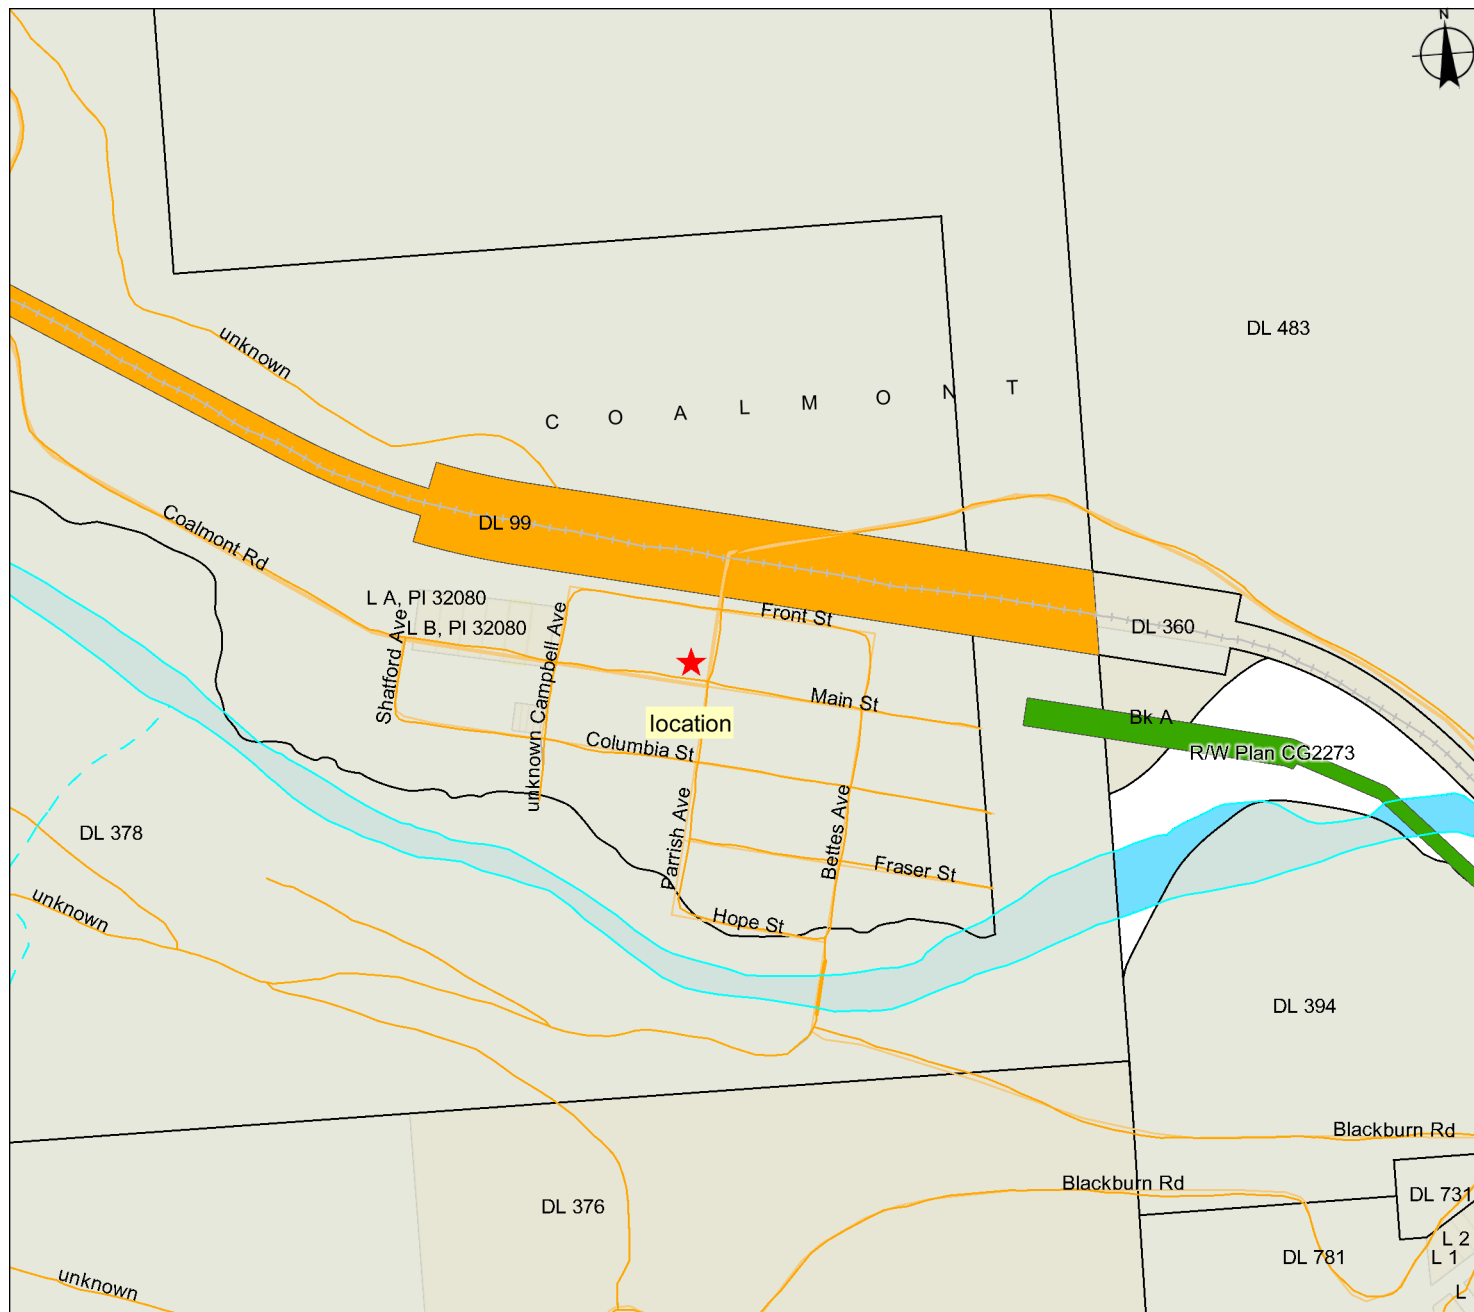 N
DL 483
unknown
C O A L M O N T
DL 99
Coalmont Rd
L A, Pl 32080
L B, Pl 32080
Front St
DL 360
Shatford Ave
unknown Campbell Ave
Main St
Bk A
location
Columbia St
R/W Plan CG2273
DL 378
Parrish Ave
Bettes Ave
Fraser St
unknown
Hope St
DL 394
Blackburn Rd
Blackburn Rd
DL 731
DL 376
L 2
DL 781
L 1
unknown
L